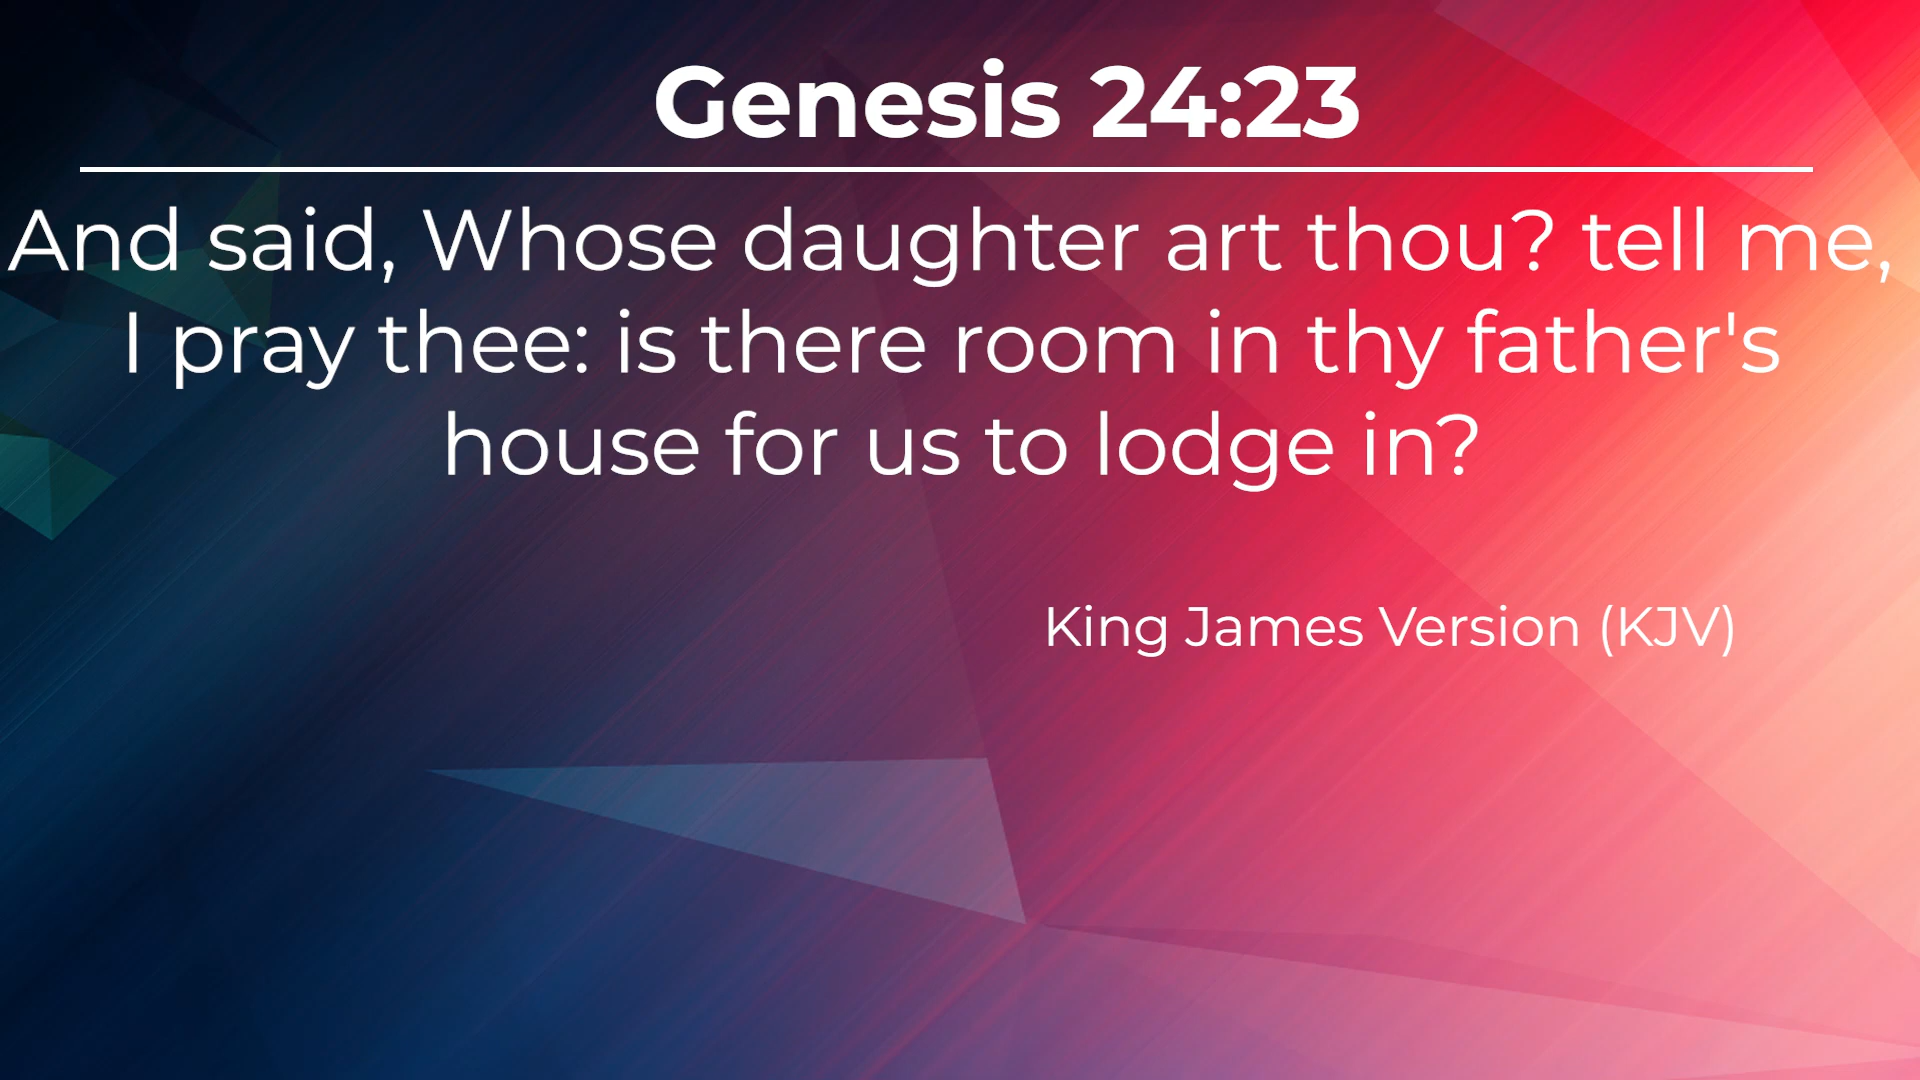 Genesis 24:23
And said, Whose daughter art thou? tell me,
I pray thee: is there room in thy father's
house for us to lodge in?
King James Version (KJV)